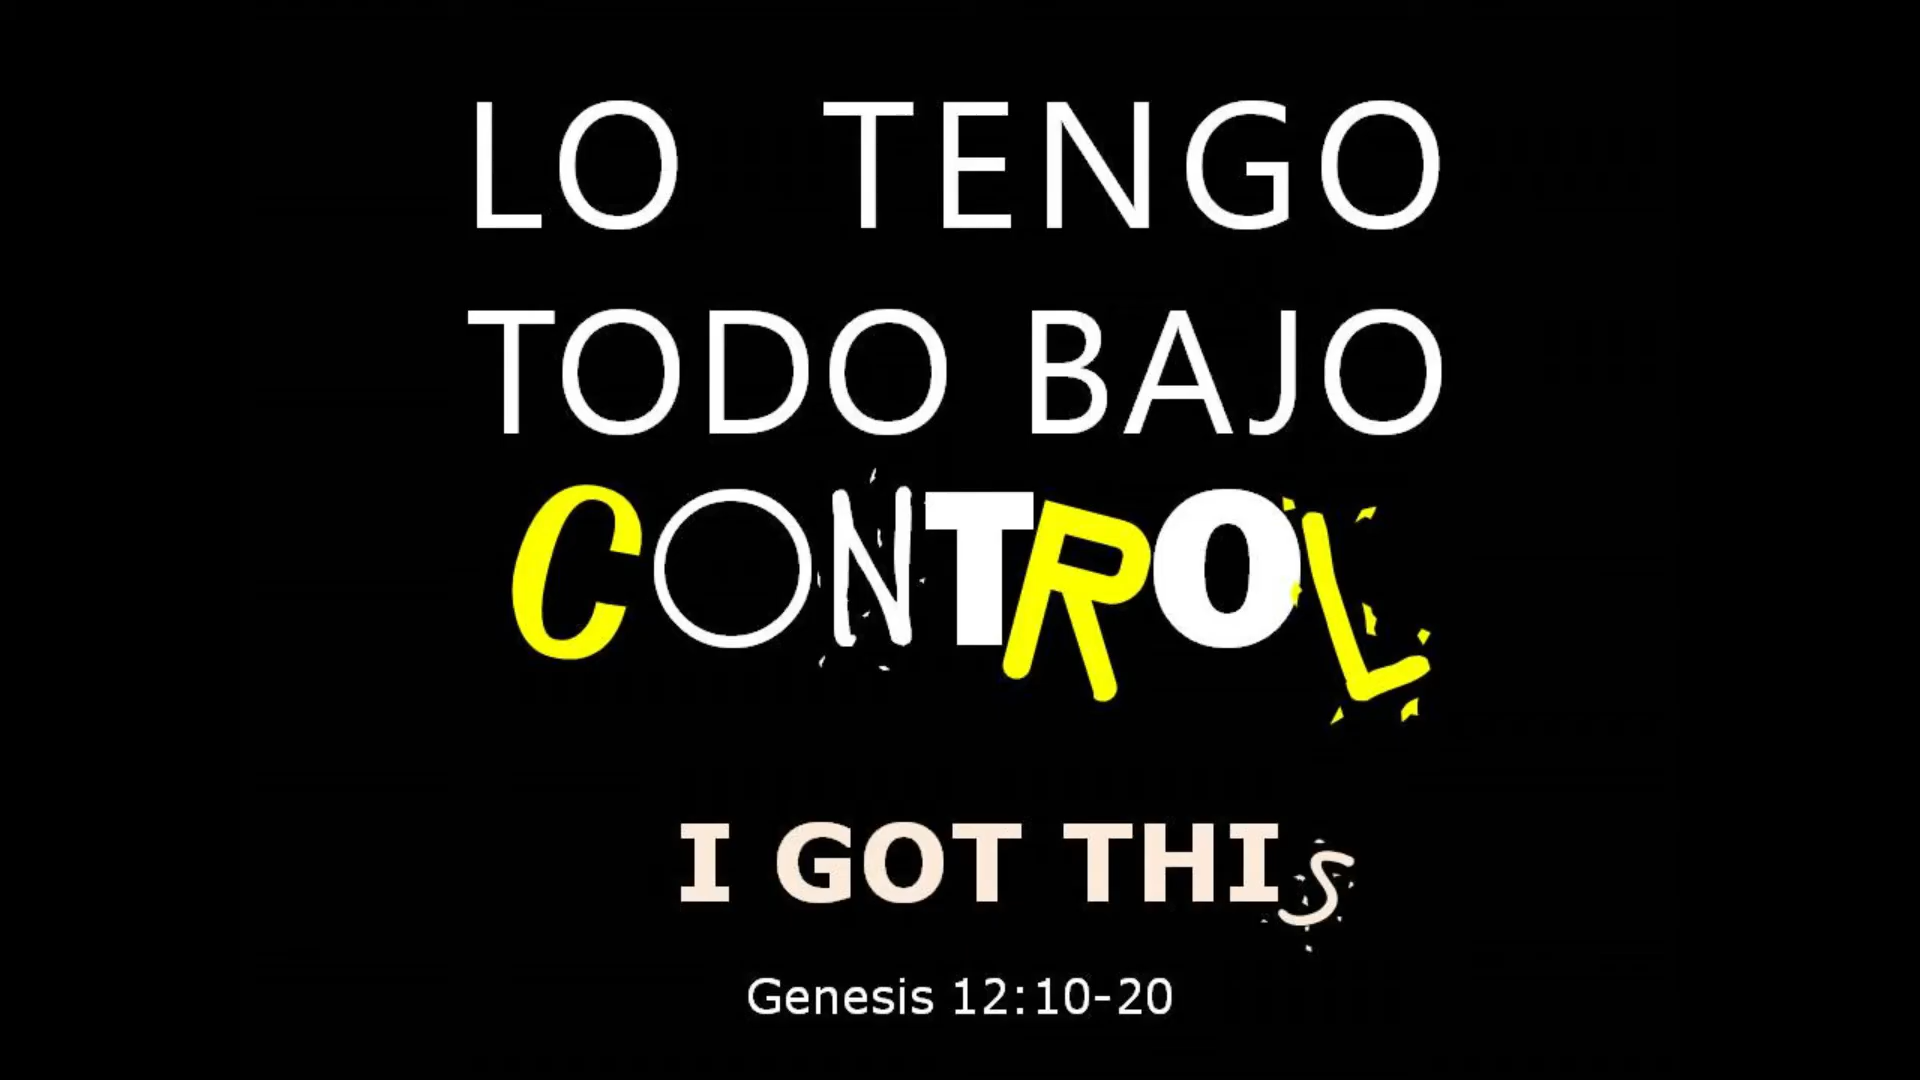 LO TENGO
TODO BAJO
CONTROL
I GOT THIS
Genesis 12:10-20